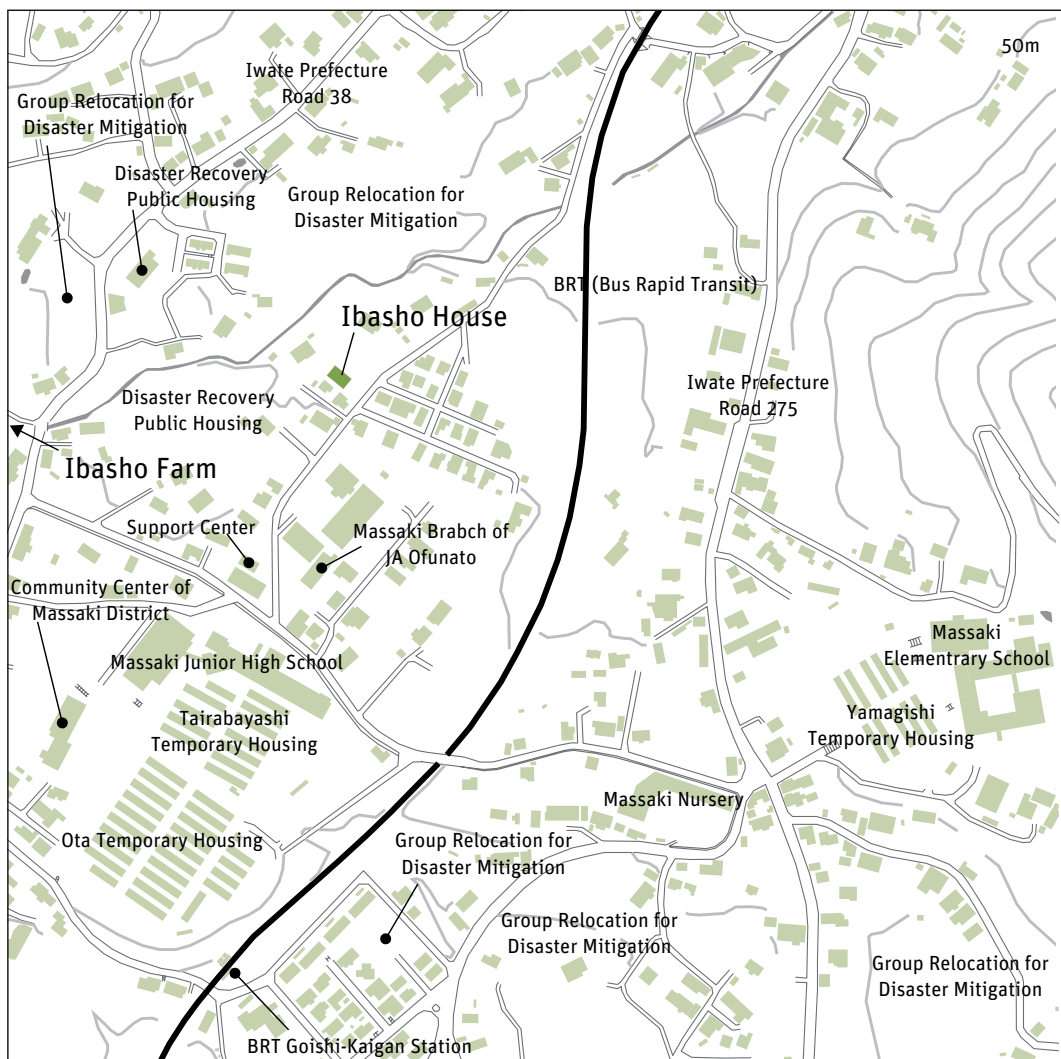 50m
Iwate Prefecture
Road 38
Group Relocation for
Disaster Mitigation
Disaster Recovery
Public Housing
Group Relocation for
Disaster Mitigation
BRT (Bus Rapid Transit)
Ibasho House
Iwate Prefecture
Road 275
Disaster Recovery
Public Housing
Ibasho Farm
Support Center
Massaki Brabch of
JA Ofunato
Community Center of
Massaki District
Massaki Junior High School
Massaki
Elementrary School
Tairabayashi
Temporary Housing
Yamagishi
Temporary Housing
Massaki Nursery
Ota Temporary Housing
Group Relocation for
Disaster Mitigation
Group Relocation for
Disaster Mitigation
Group Relocation for
Disaster Mitigation
BRT Goishi-Kaigan Station